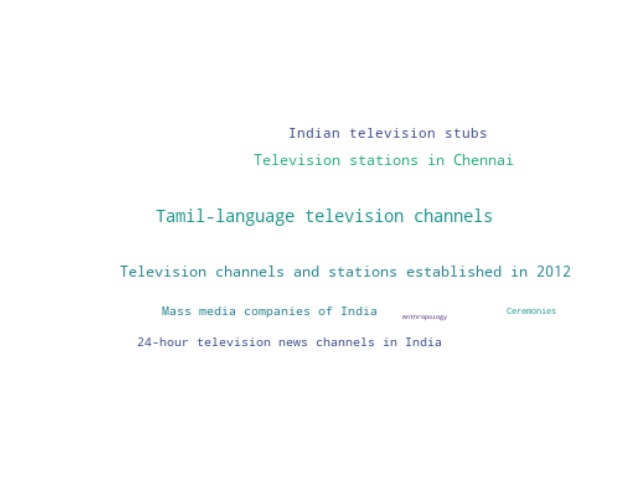 Indian television stubs
Television stations in Chennai
Tamil-language television channels
Television channels and stations established in 2012
Mass media companies of India
Anthropology
Ceremonies
24-hour television news channels in India